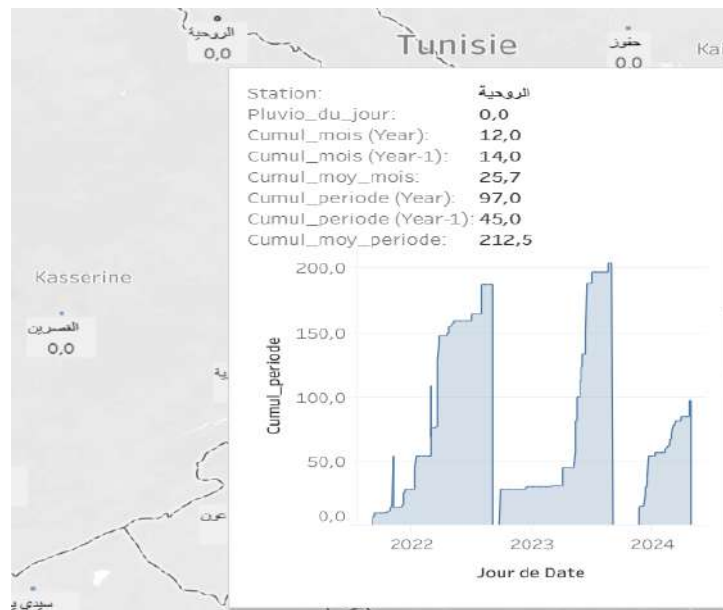 الروحية
0,0
Tunisie
حفوز
0,0
Ka
Station: الروحية
Pluvio_du_jour: 0,0
Cumul_mois (Year): 12,0
Cumul_mois (Year-1): 14,0
Cumul_moy_mois: 25,7
Cumul_periode (Year): 97,0
Cumul_periode (Year-1): 45,0
Cumul_moy_periode: 212,5
Kasserine
القصرين
0,0
200,0
150,0
100,0
50,0
0,0
Cumul_periode
2022 2023 2024
Jour de Date
عون
سيدي